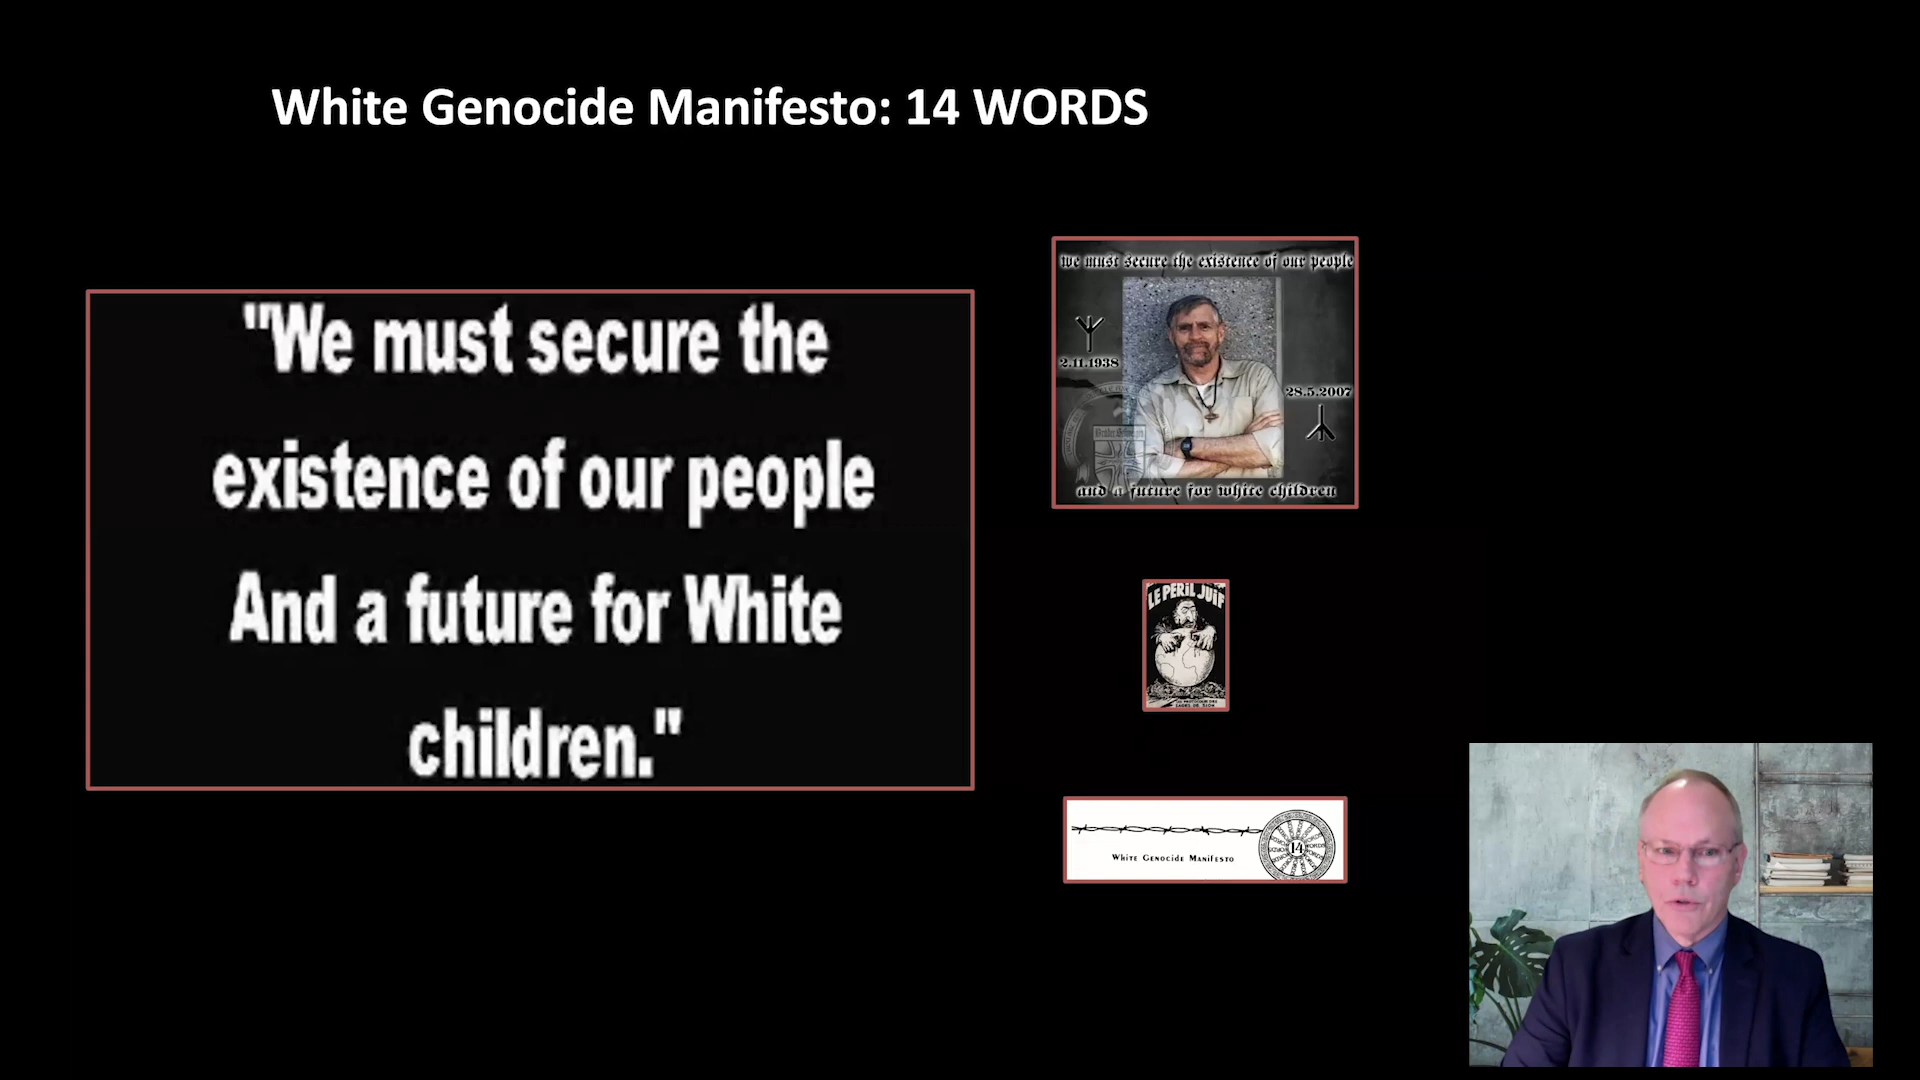 White Genocide Manifesto: 14 WORDS
"We must secure the
existence of our people
And a future for White
children."
we must secure the existence of our people
2.11.1938
28.5.2007
and a future for white children
LE PERIL JUIF
White Genocide Manifesto
14